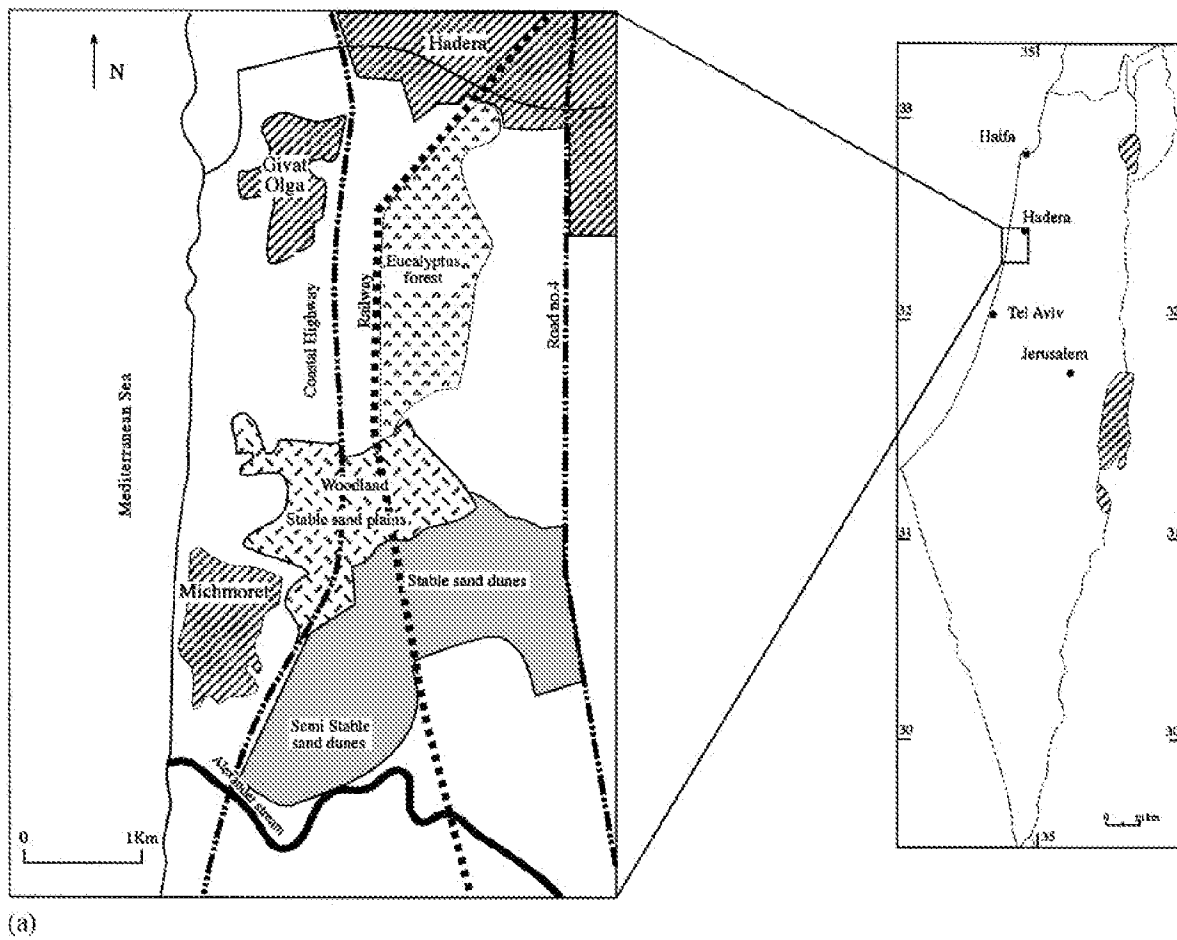 N
Hadera
Givat
Olga
Eucalyptus
forest
Coastal Highway
Railway
Road no.4
Mediterranean Sea
Woodland
Stable sand plains
Michmoret
Stable sand dunes
Semi Stable
sand dunes
Alexander stream
0 1Km
(a)
35
33
Haifa
Hadera
32
Tel Aviv
Jerusalem
31
30
35
0